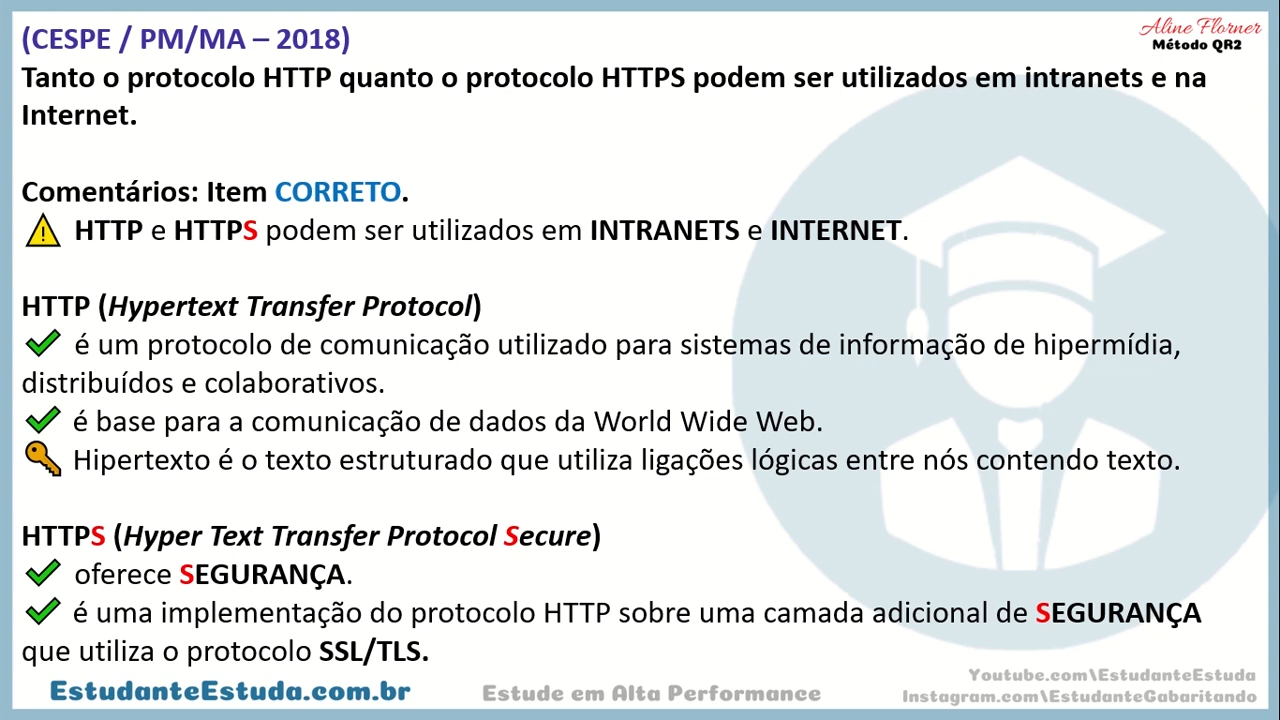 (CESPE / PM/MA – 2018)
Aline Florner
Método QR2
Tanto o protocolo HTTP quanto o protocolo HTTPS podem ser utilizados em intranets e na
Internet.
Comentários: Item CORRETO.
HTTP e HTTPS podem ser utilizados em INTRANETS e INTERNET.
HTTP (Hypertext Transfer Protocol)
é um protocolo de comunicação utilizado para sistemas de informação de hipermídia,
distribuídos e colaborativos.
é base para a comunicação de dados da World Wide Web.
Hipertexto é o texto estruturado que utiliza ligações lógicas entre nós contendo texto.
HTTPS (Hyper Text Transfer Protocol Secure)
oferece SEGURANÇA.
é uma implementação do protocolo HTTP sobre uma camada adicional de SEGURANÇA
que utiliza o protocolo SSL/TLS.
EstudanteEstuda.com.br
Estude em Alta Performance
Youtube.com\EstudanteEstuda
Instagram.com\EstudanteGabaritando